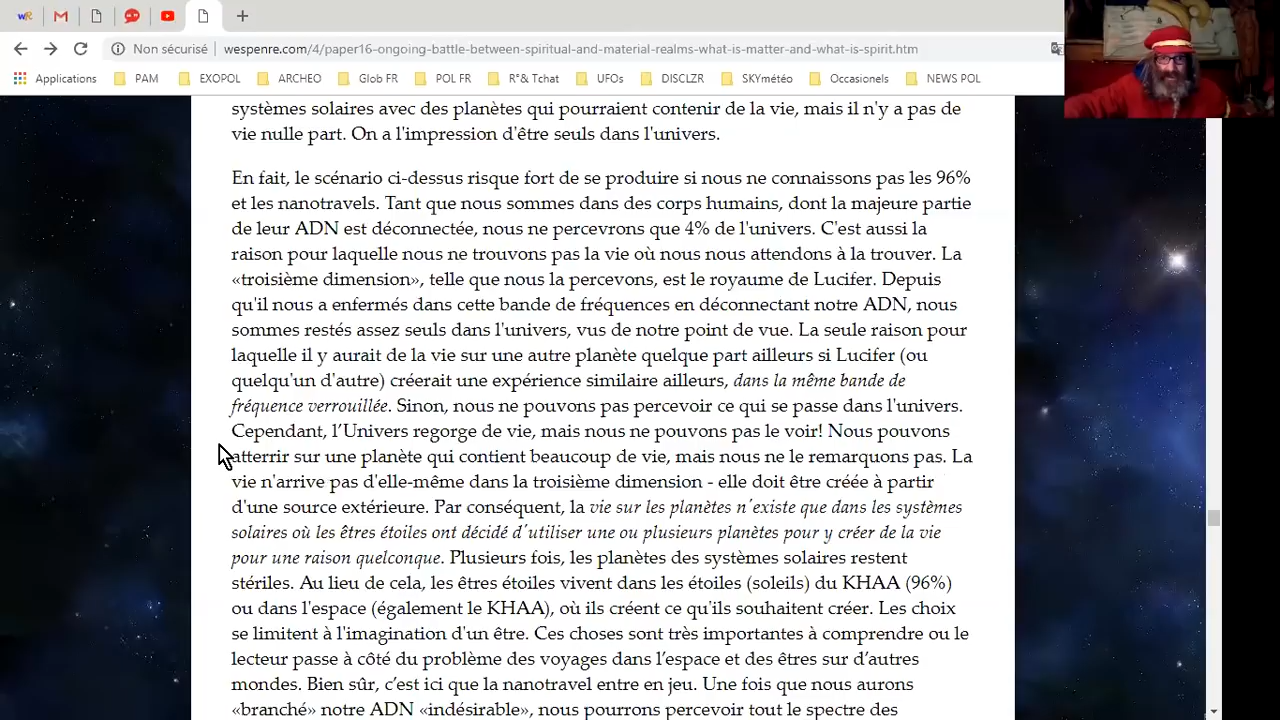 Non sécurisé
wespenre.com/4/paper16-ongoing-battle-between-spiritual-and-material-realms-what-is-matter-and-what-is-spirit.htm
Applications PAM EXOPOL ARCHEO Glob FR POL FR R°& Tchat UFOs DISCLZR SKYmétéo Occasionels NEWS POL
systèmes solaires avec des planètes qui pourraient contenir de la vie, mais il n'y a pas de
vie nulle part. On a l'impression d'être seuls dans l'univers.
En fait, le scénario ci-dessus risque fort de se produire si nous ne connaissons pas les 96%
et les nanotravels. Tant que nous sommes dans des corps humains, dont la majeure partie
de leur ADN est déconnectée, nous ne percevrons que 4% de l'univers. C'est aussi la
raison pour laquelle nous ne trouvons pas la vie où nous nous attendons à la trouver. La
«troisième dimension», telle que nous la percevons, est le royaume de Lucifer. Depuis
qu'il nous a enfermés dans cette bande de fréquences en déconnectant notre ADN, nous
sommes restés assez seuls dans l'univers, vus de notre point de vue. La seule raison pour
laquelle il y aurait de la vie sur une autre planète quelque part ailleurs si Lucifer (ou
quelqu'un d'autre) créerait une expérience similaire ailleurs, dans la même bande de
fréquence verrouillée. Sinon, nous ne pouvons pas percevoir ce qui se passe dans l'univers.
Cependant, l’Univers regorge de vie, mais nous ne pouvons pas le voir! Nous pouvons
atterrir sur une planète qui contient beaucoup de vie, mais nous ne le remarquons pas. La
vie n'arrive pas d'elle-même dans la troisième dimension - elle doit être créée à partir
d'une source extérieure. Par conséquent, la vie sur les planètes n'existe que dans les systèmes
solaires où les êtres étoiles ont décidé d'utiliser une ou plusieurs planètes pour y créer de la vie
pour une raison quelconque. Plusieurs fois, les planètes des systèmes solaires restent
stériles. Au lieu de cela, les êtres étoiles vivent dans les étoiles (soleils) du KHAA (96%)
ou dans l'espace (également le KHAA), où ils créent ce qu'ils souhaitent créer. Les choix
se limitent à l'imagination d'un être. Ces choses sont très importantes à comprendre ou le
lecteur passe à côté du problème des voyages dans l’espace et des êtres sur d’autres
mondes. Bien sûr, c’est ici que la nanotravel entre en jeu. Une fois que nous aurons
«branché» notre ADN «indésirable», nous pourrons percevoir tout le spectre des